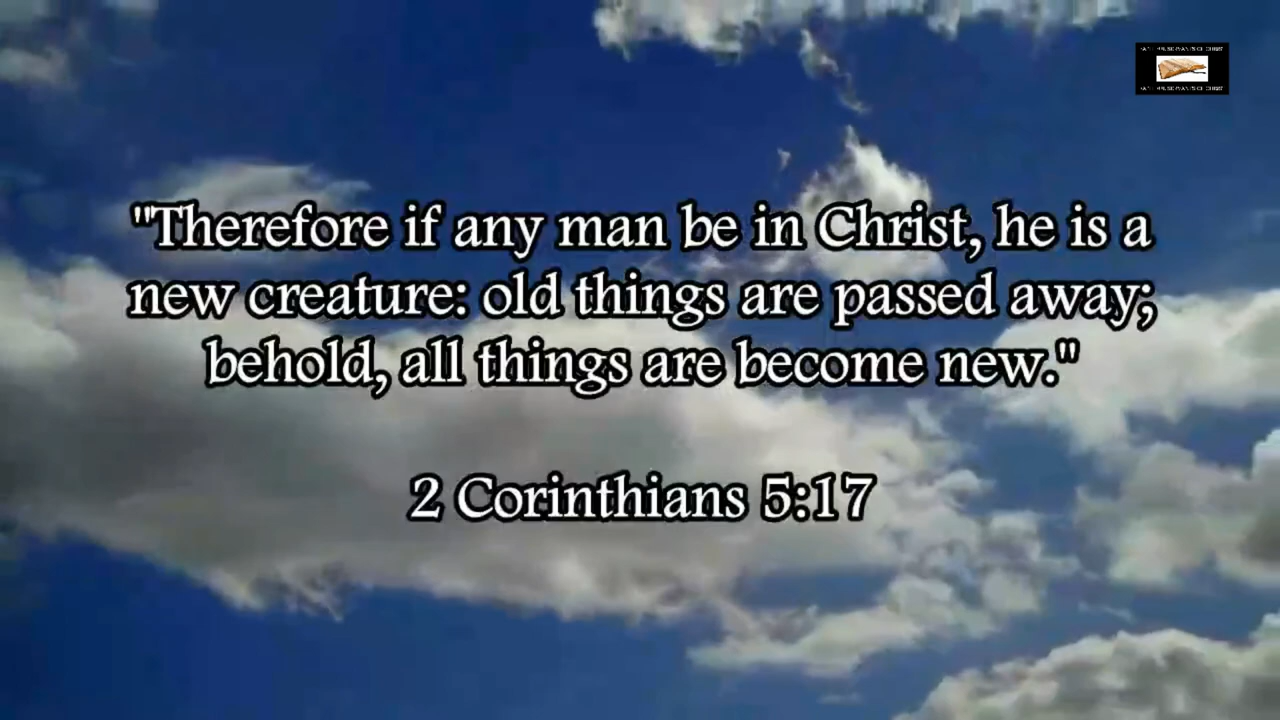 "Therefore if any man be in Christ, he is a
new creature: old things are passed away;
behold, all things are become new."
2 Corinthians 5:17